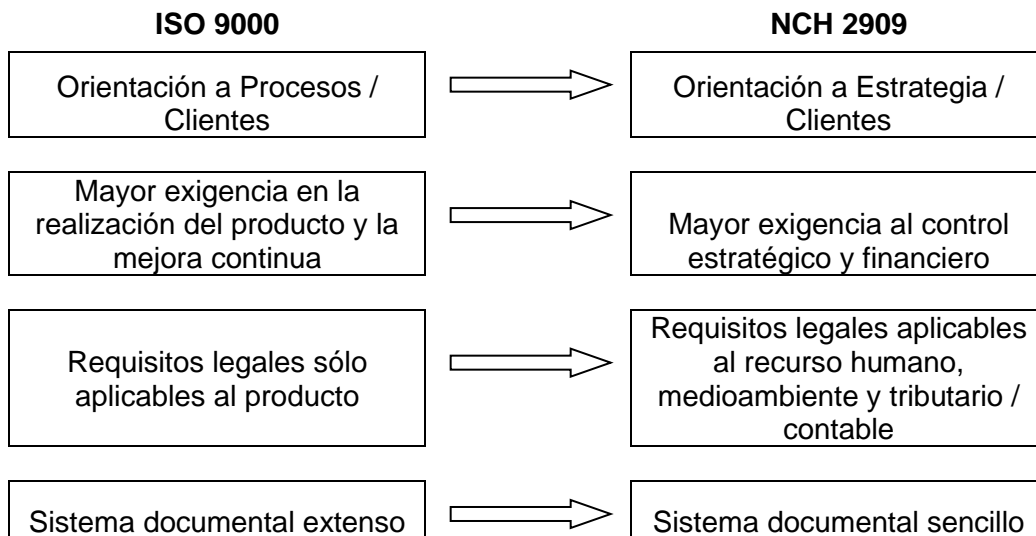 ISO 9000
NCH 2909
Orientación a Procesos /
Clientes
Orientación a Estrategia /
Clientes
Mayor exigencia en la
realización del producto y la
mejora continua
Mayor exigencia al control
estratégico y financiero
Requisitos legales sólo
aplicables al producto
Requisitos legales aplicables
al recurso humano,
medioambiente y tributario /
contable
Sistema documental extenso
Sistema documental sencillo